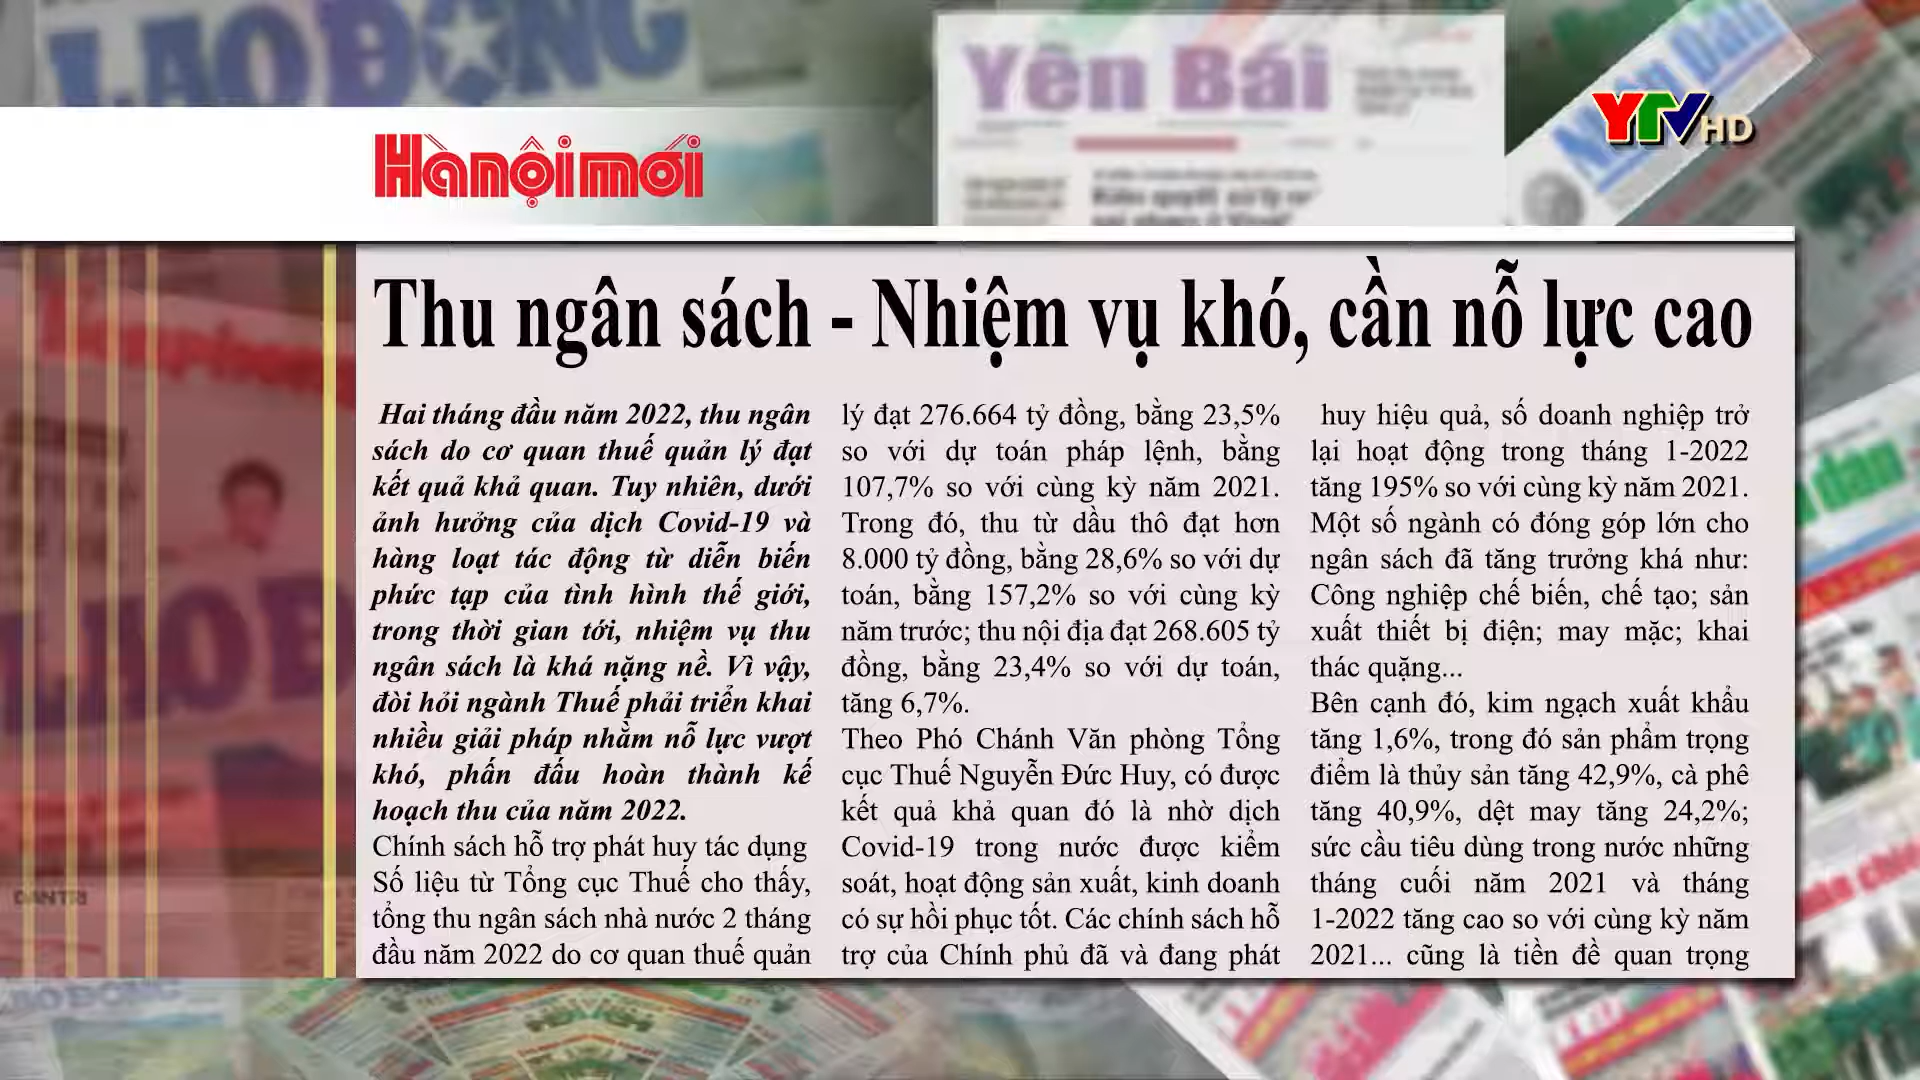 LAO ĐỘNG
Yên Bái
Nhân Dân
YTV HD
Hànộimới
Thu ngân sách - Nhiệm vụ khó, cần nỗ lực cao
Hai tháng đầu năm 2022, thu ngân
sách do cơ quan thuế quản lý đạt
kết quả khả quan. Tuy nhiên, dưới
ảnh hưởng của dịch Covid-19 và
hàng loạt tác động từ diễn biến
phức tạp của tình hình thế giới,
trong thời gian tới, nhiệm vụ thu
ngân sách là khá nặng nề. Vì vậy,
đòi hỏi ngành Thuế phải triển khai
nhiều giải pháp nhằm nỗ lực vượt
khó, phấn đấu hoàn thành kế
hoạch thu của năm 2022.
Chính sách hỗ trợ phát huy tác dụng
Số liệu từ Tổng cục Thuế cho thấy,
tổng thu ngân sách nhà nước 2 tháng
đầu năm 2022 do cơ quan thuế quản
lý đạt 276.664 tỷ đồng, bằng 23,5%
so với dự toán pháp lệnh, bằng
107,7% so với cùng kỳ năm 2021.
Trong đó, thu từ dầu thô đạt hơn
8.000 tỷ đồng, bằng 28,6% so với dự
toán, bằng 157,2% so với cùng kỳ
năm trước; thu nội địa đạt 268.605 tỷ
đồng, bằng 23,4% so với dự toán,
tăng 6,7%.
Theo Phó Chánh Văn phòng Tổng
cục Thuế Nguyễn Đức Huy, có được
kết quả khả quan đó là nhờ dịch
Covid-19 trong nước được kiểm
soát, hoạt động sản xuất, kinh doanh
có sự hồi phục tốt. Các chính sách hỗ
trợ của Chính phủ đã và đang phát
huy hiệu quả, số doanh nghiệp trở
lại hoạt động trong tháng 1-2022
tăng 195% so với cùng kỳ năm 2021.
Một số ngành có đóng góp lớn cho
ngân sách đã tăng trưởng khá như:
Công nghiệp chế biến, chế tạo; sản
xuất thiết bị điện; may mặc; khai
thác quặng...
Bên cạnh đó, kim ngạch xuất khẩu
tăng 1,6%, trong đó sản phẩm trọng
điểm là thủy sản tăng 42,9%, cà phê
tăng 40,9%, dệt may tăng 24,2%;
sức cầu tiêu dùng trong nước những
tháng cuối năm 2021 và tháng
1-2022 tăng cao so với cùng kỳ năm
2021... cũng là tiền đề quan trọng
LAO ĐỘ
DANTRI
LAO ĐỘNG